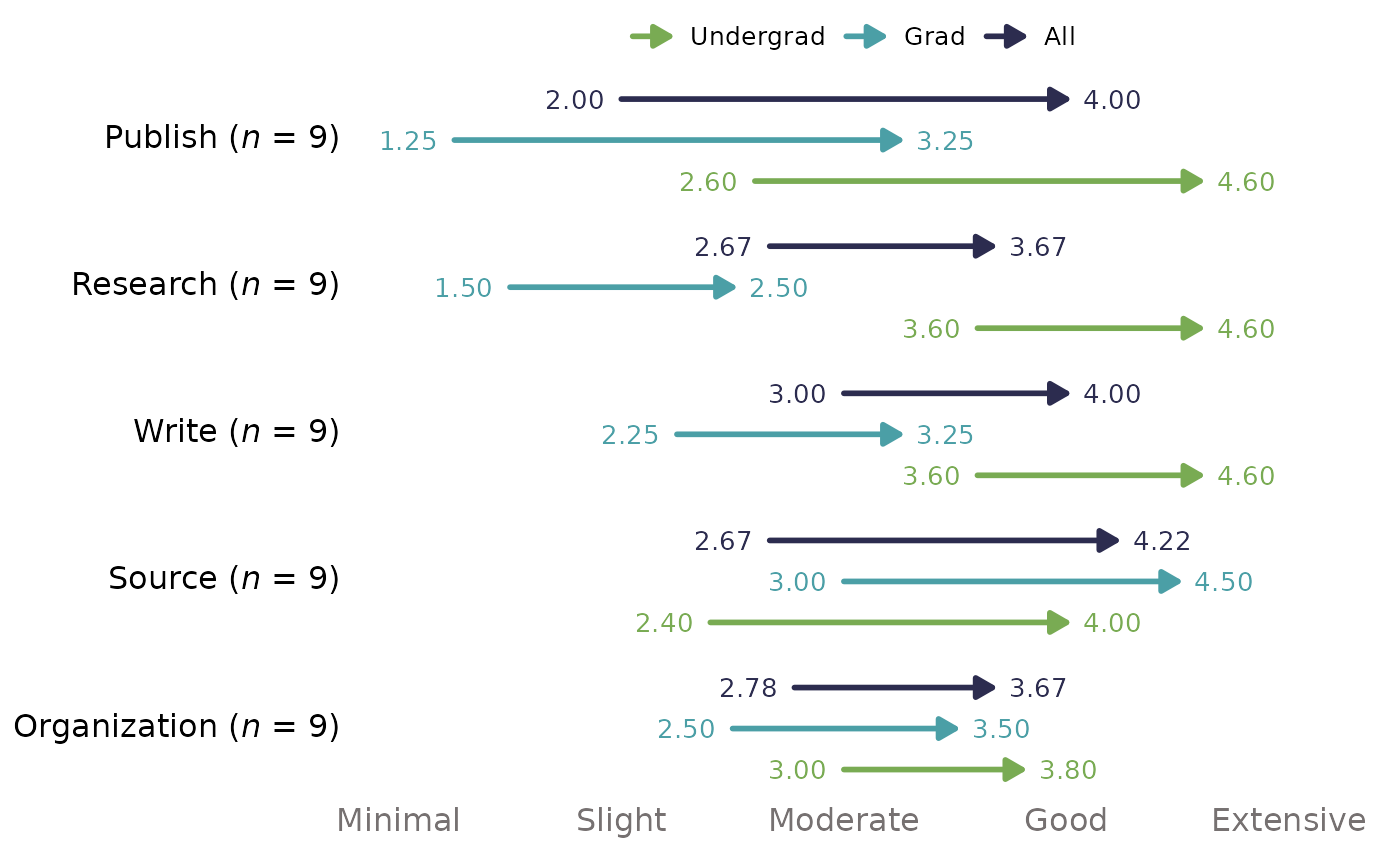 Undergrad Grad All
2.00 4.00
Publish (n = 9) 1.25 3.25
2.60 4.60
2.67 3.67
Research (n = 9) 1.50 2.50
3.60 4.60
3.00 4.00
Write (n = 9) 2.25 3.25
3.60 4.60
2.67 4.22
Source (n = 9) 3.00 4.50
2.40 4.00
2.78 3.67
Organization (n = 9) 2.50 3.50
3.00 3.80
Minimal Slight Moderate Good Extensive